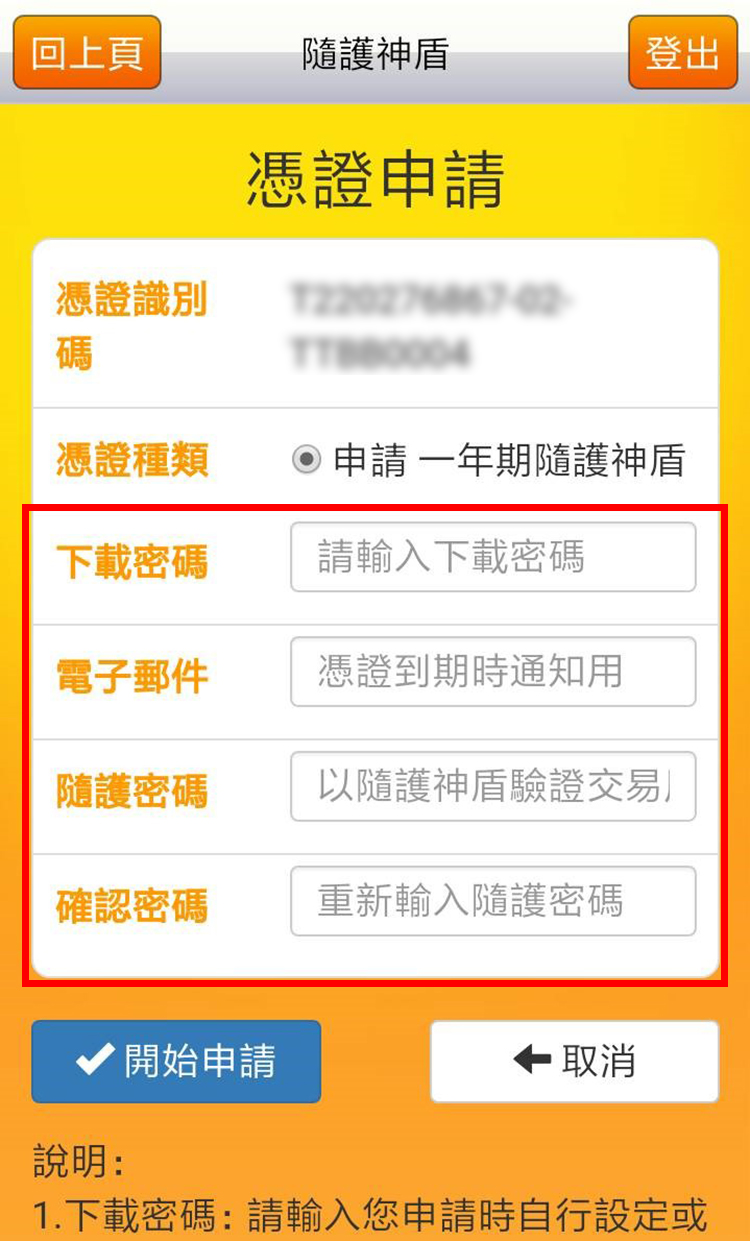 回上頁 隨護神盾 登出
憑證申請
憑證識別
碼
憑證種類 申請 一年期隨護神盾
下載密碼 請輸入下載密碼
電子郵件 憑證到期時通知用
隨護密碼 以隨護神盾驗證交易
確認密碼 重新輸入隨護密碼
開始申請 取消
說明：
1.下載密碼：請輸入您申請時自行設定或